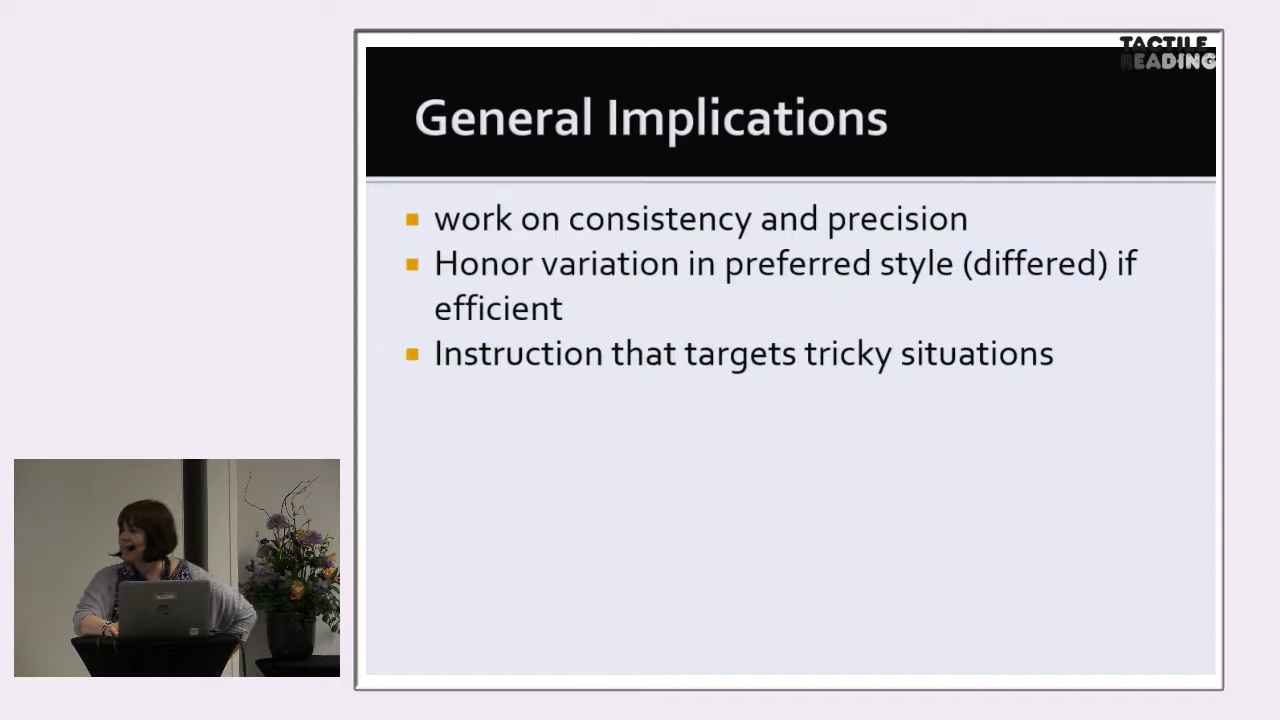 TACTILE
READING
General Implications
work on consistency and precision
Honor variation in preferred style (differed) if
efficient
Instruction that targets tricky situations